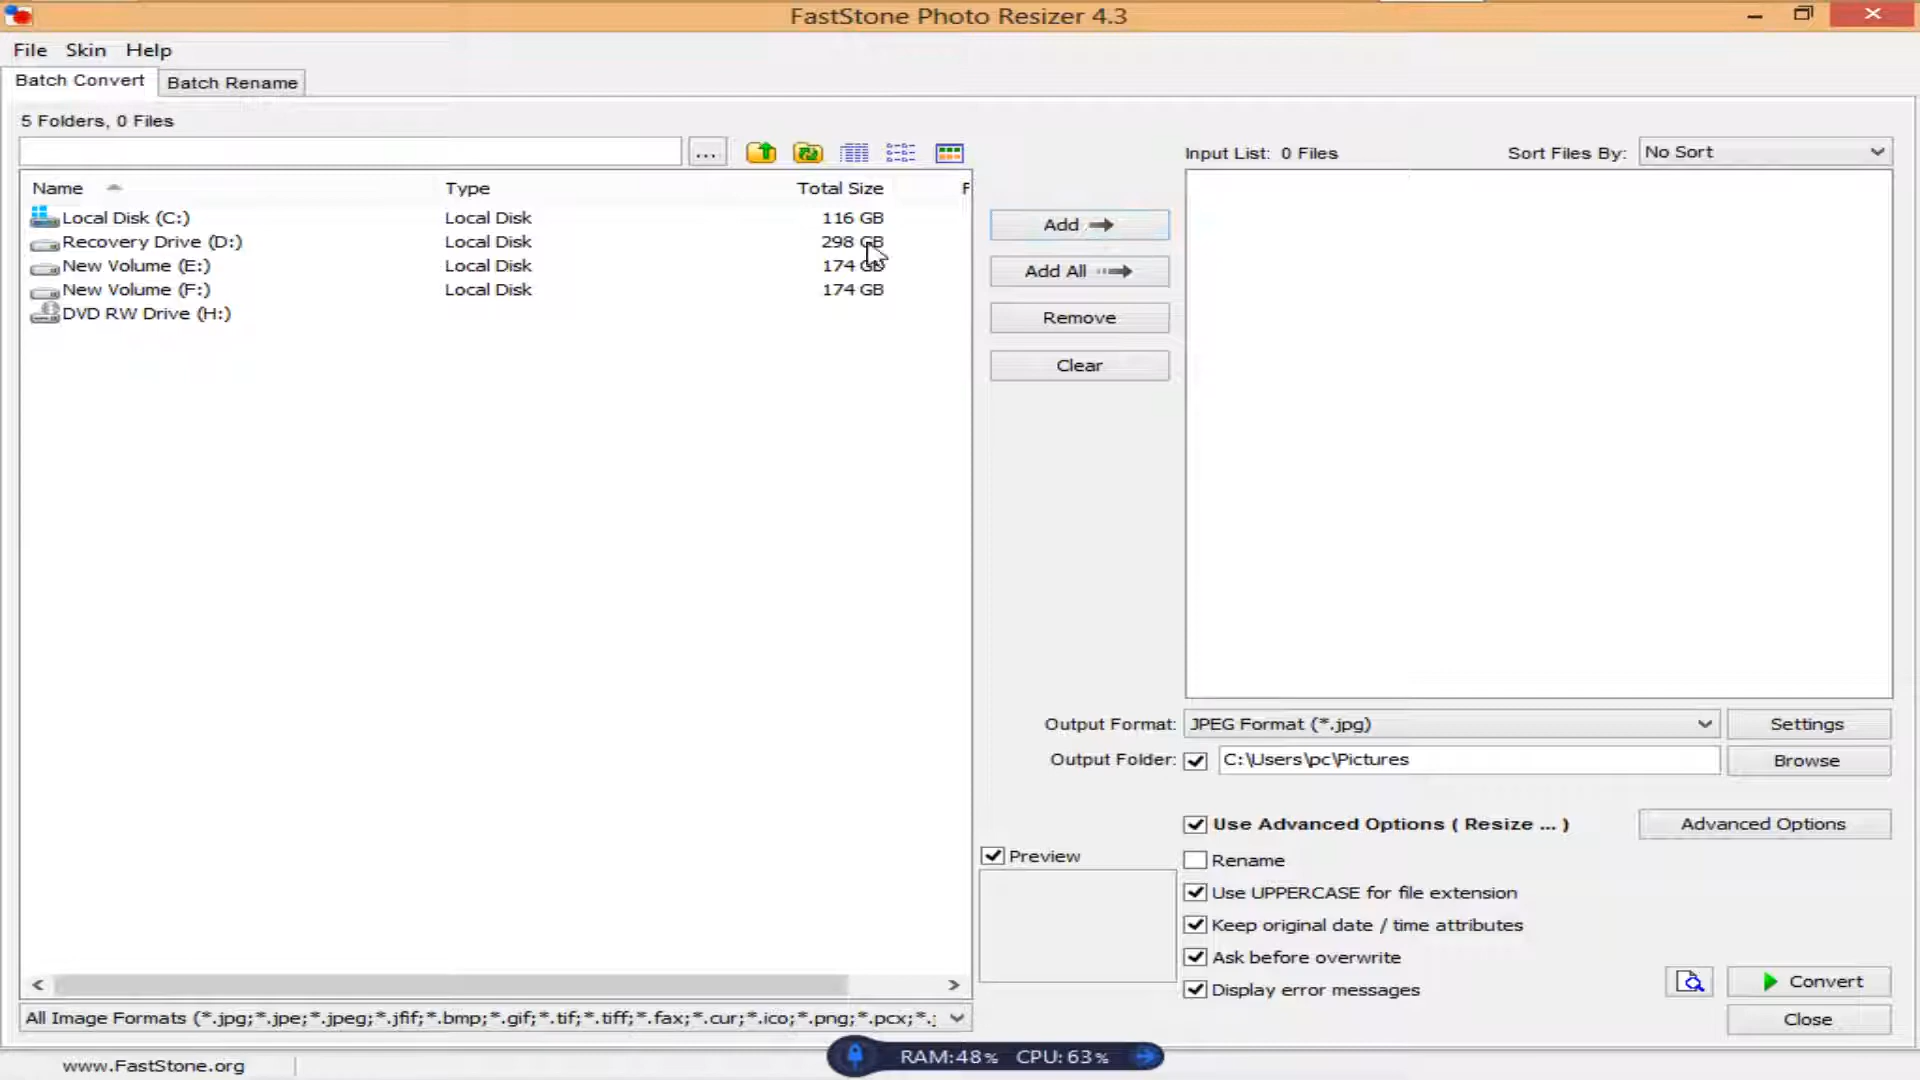 FastStone Photo Resizer 4.3
File Skin Help
Batch Convert Batch Rename
5 Folders, 0 Files
...
Input List: 0 Files Sort Files By: No Sort
Name Type Total Size F
Local Disk (C:) Local Disk 116 GB
Recovery Drive (D:) Local Disk 298 GB
New Volume (E:) Local Disk 174 GB
New Volume (F:) Local Disk 174 GB
DVD RW Drive (H:)
Add
Add All
Remove
Clear
Output Format: JPEG Format (*.jpg) Settings
Output Folder: C:\Users\pc\Pictures Browse
Use Advanced Options ( Resize ... ) Advanced Options
Preview
Rename
Use UPPERCASE for file extension
Keep original date / time attributes
Ask before overwrite
Display error messages
Convert
Close
All Image Formats (*.jpg;*.jpe;*.jpeg;*.jfif;*.bmp;*.gif;*.tif;*.tiff;*.fax;*.cur;*.ico;*.png;*.pcx;*.j
RAM:48% CPU:63%
www.FastStone.org